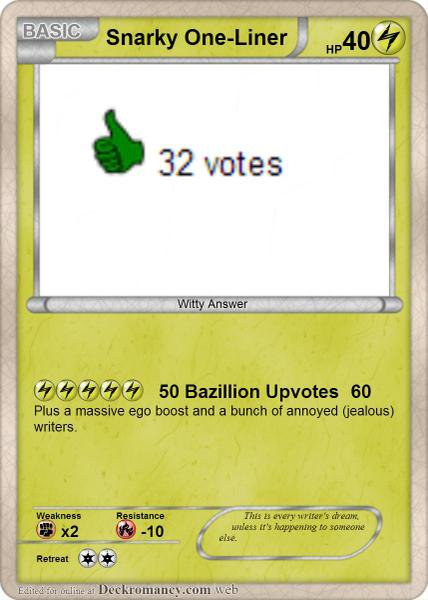 BASIC
Snarky One-Liner
HP40
32 votes
Witty Answer
50 Bazillion Upvotes 60
Plus a massive ego boost and a bunch of annoyed (jealous)
writers.
Weakness
Resistance
x2
-10
This is every writer's dream,
unless it's happening to someone
else.
Retreat
Edited for online at Deckromancy.com web